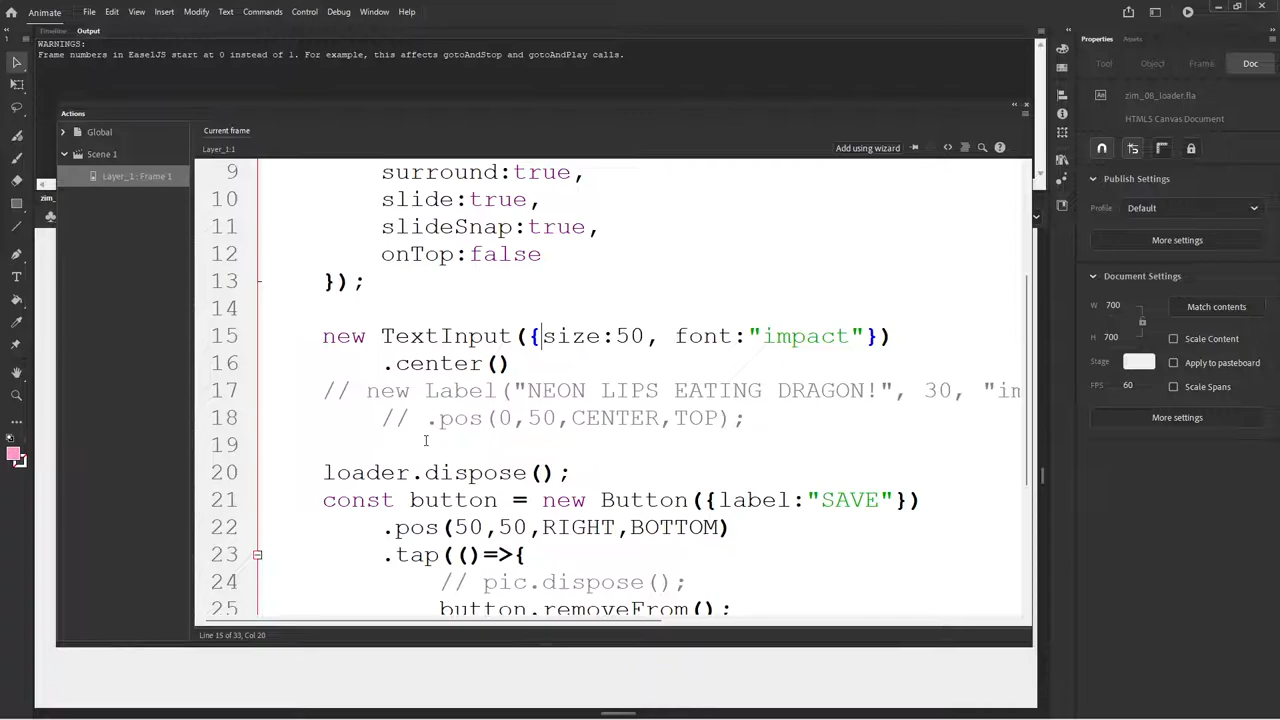 Animate File Edit View Insert Modify Text Commands Control Debug Window Help
Timeline Output
WARNINGS:
Frame numbers in EaselJS start at 0 instead of 1. For example, this affects gotoAndStop and gotoAndPlay calls.
Properties Assets
Tool Object Frame Doc
An zim_08_loader.fla
HTML5 Canvas Document
Actions
Global
Scene 1
Layer_1 : Frame 1
Current frame
Layer_1:1
Add using wizard
9 surround:true,
10 slide:true,
11 slideSnap:true,
12 onTop:false
13 });
14
15 new TextInput({size:50, font:"impact"})
16 .center()
17 // new Label("NEON LIPS EATING DRAGON!", 30, "im
18 // .pos(0,50,CENTER,TOP);
19
20 loader.dispose();
21 const button = new Button({label:"SAVE"})
22 .pos(50,50,RIGHT,BOTTOM)
23 .tap(()=>{
24 // pic.dispose();
25 button.removeFrom();
Line 15 of 33, Col 20
zim_
Publish Settings
Profile Default
More settings
Document Settings
W 700 Match contents
H 700 Scale Content
Stage Apply to pasteboard
FPS 60 Scale Spans
More settings